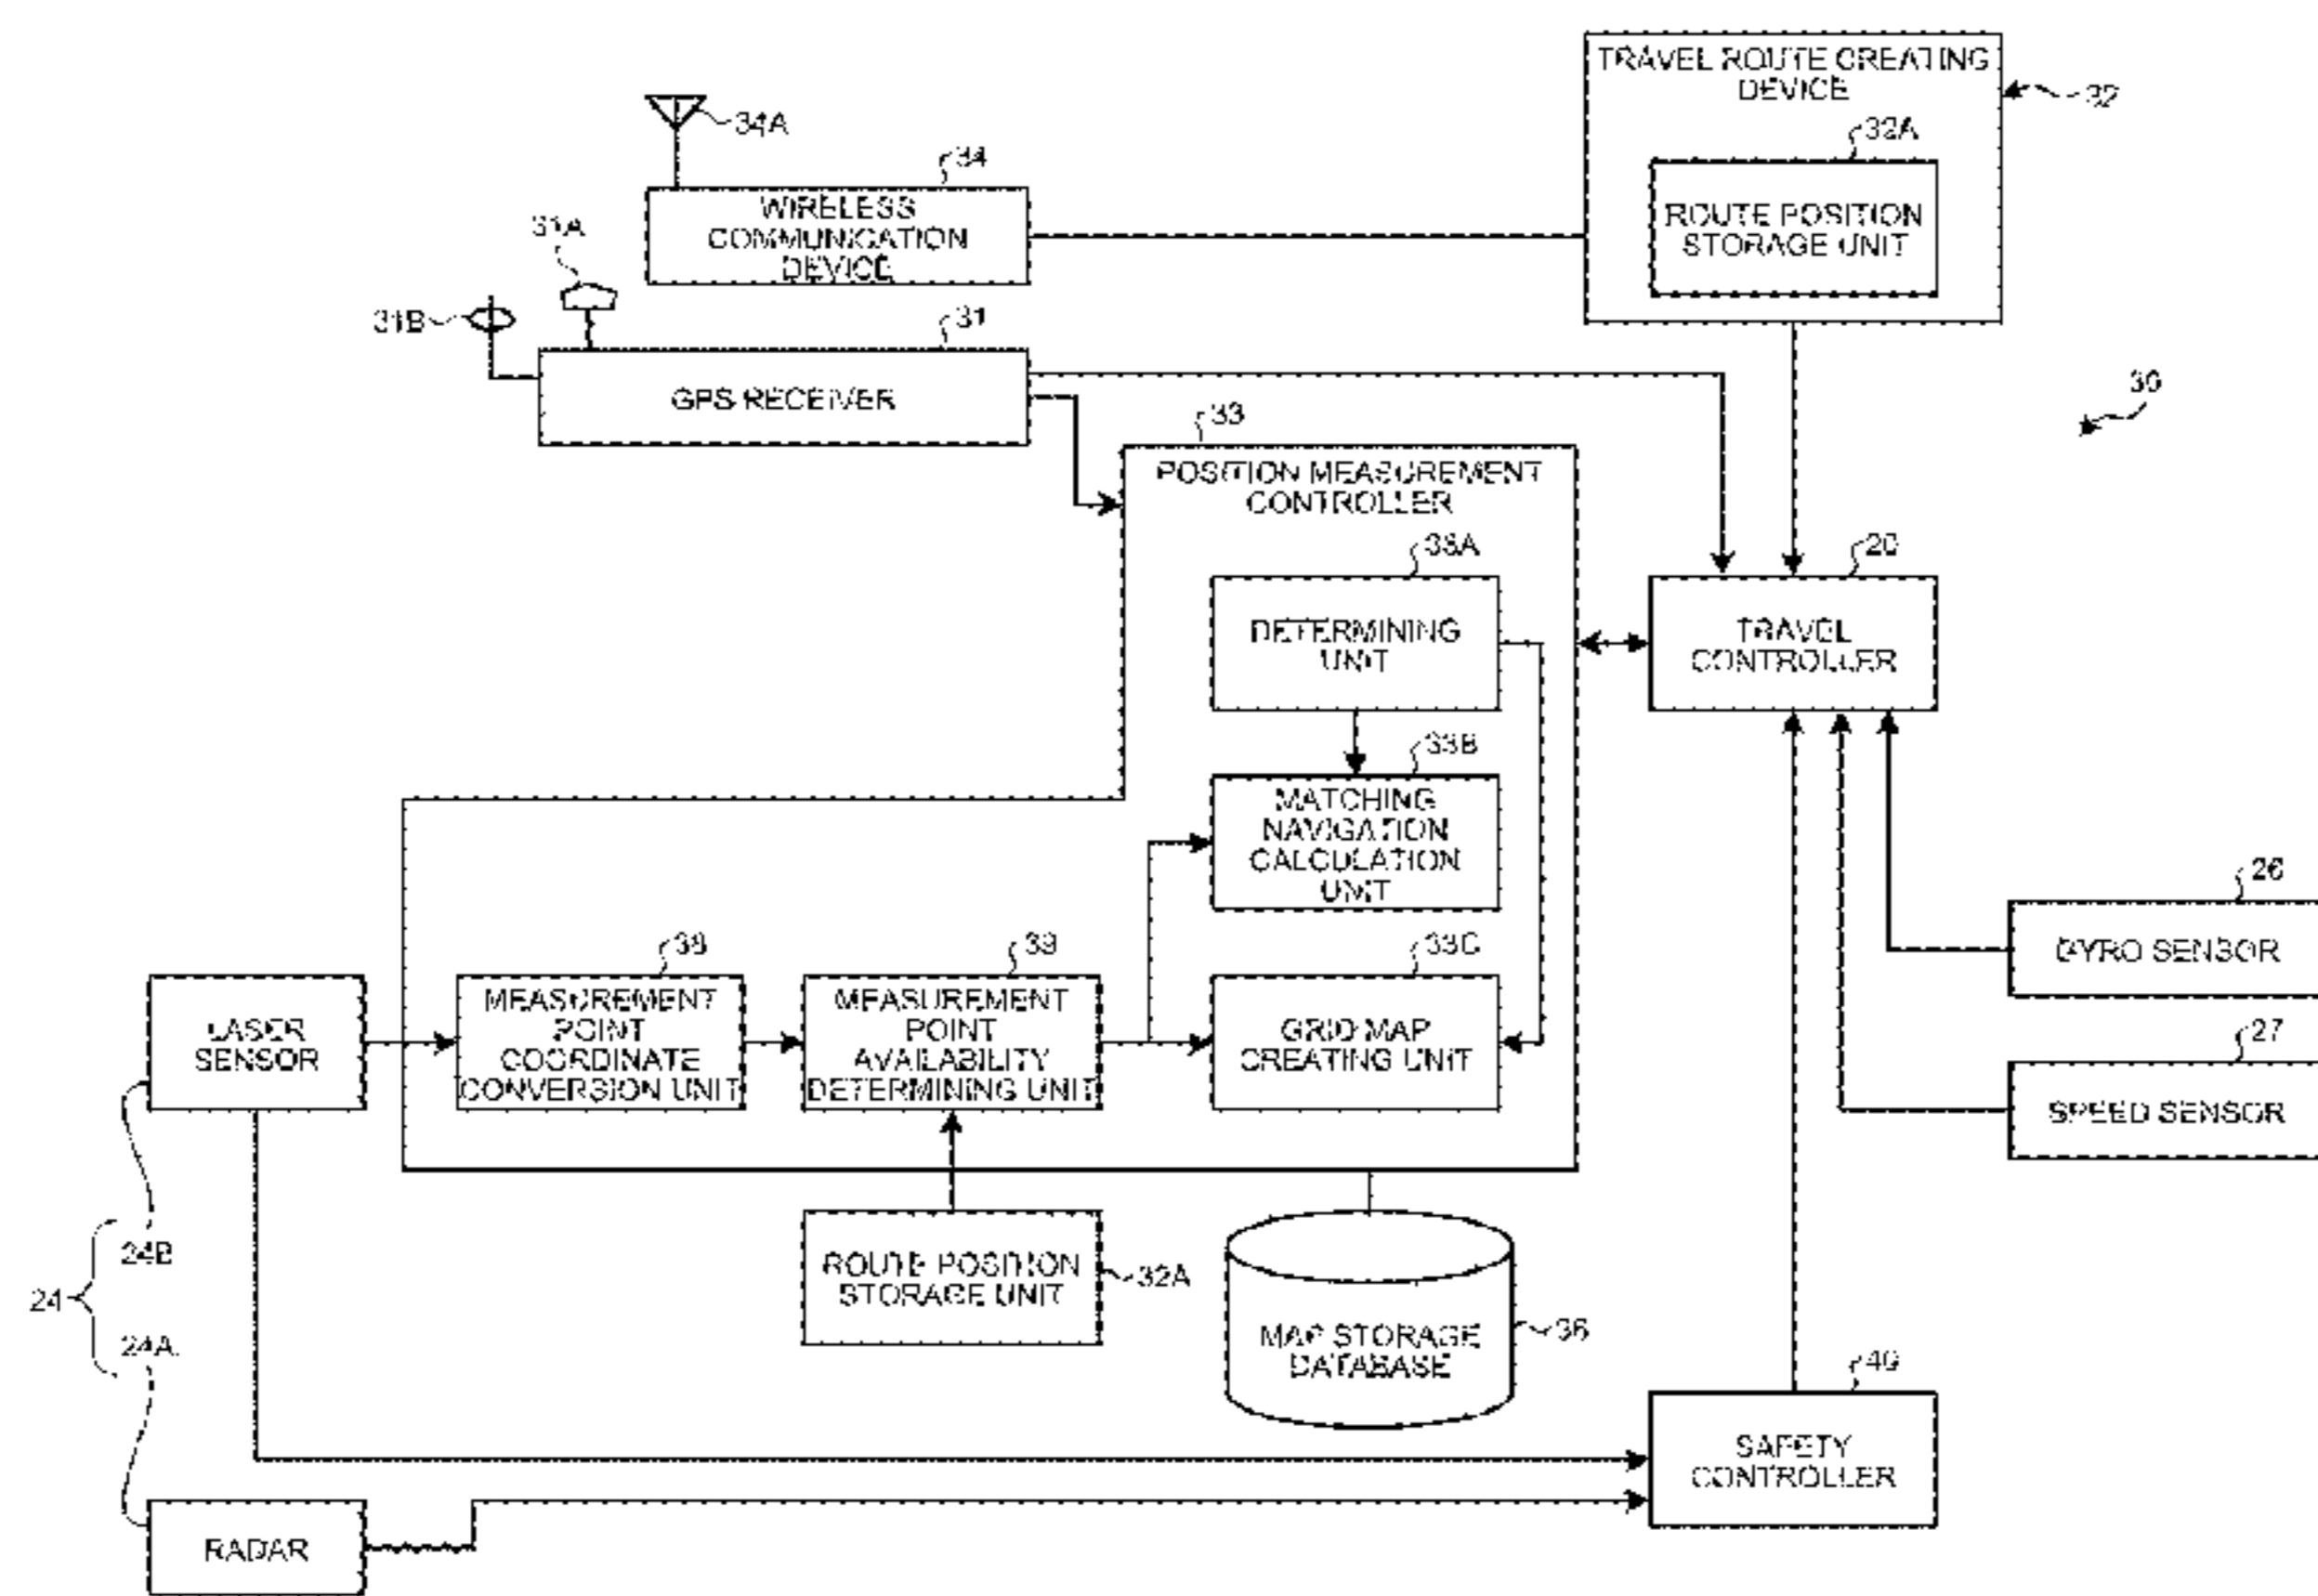 TRAVEL ROUTE CREATING
DEVICE
32
32A
ROUTE POSITION
STORAGE UNIT
34A
34
WIRELESS
COMMUNICATION
DEVICE
31A
31B
31
GPS RECEIVER
30
33
POSITION MEASUREMENT
CONTROLLER
33A
DETERMINING
UNIT
20
TRAVEL
CONTROLLER
33B
MATCHING
NAVIGATION
CALCULATION
UNIT
26
GYRO SENSOR
27
SPEED SENSOR
LASER
SENSOR
38
MEASUREMENT
POINT
COORDINATE
CONVERSION UNIT
39
MEASUREMENT
POINT
AVAILABILITY
DETERMINING UNIT
33C
GRID MAP
CREATING UNIT
24
24B
24A
ROUTE POSITION
STORAGE UNIT
32A
MAP STORAGE
DATABASE
36
40
SAFETY
CONTROLLER
RADAR